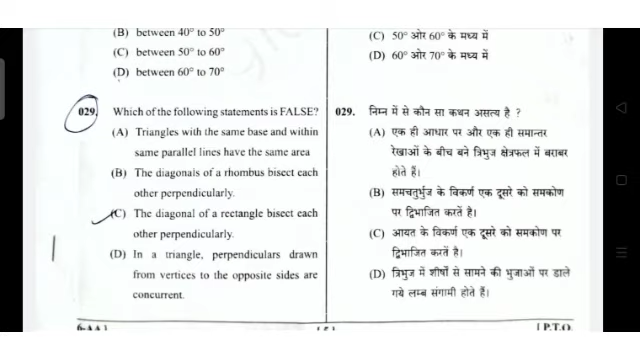 (B) between 40° to 50°
(C) between 50° to 60°
(D) between 60° to 70°
029. Which of the following statements is FALSE?
(A) Triangles with the same base and within
same parallel lines have the same area
(B) The diagonals of a rhombus bisect each
other perpendicularly.
(C) The diagonal of a rectangle bisect each
other perpendicularly.
(D) In a triangle, perpendiculars drawn
from vertices to the opposite sides are
concurrent.
(C) 50° ओर 60° के मध्य में
(D) 60° ओर 70° के मध्य में
029. निम्न में से कौन सा कथन असत्य है ?
(A) एक ही आधार पर और एक ही समान्तर
रेखाओं के बीच बने त्रिभुज क्षेत्रफल में बराबर
होते हैं।
(B) समचतुर्भुज के विकर्ण एक दूसरे को समकोण
पर द्विभाजित करतें है।
(C) आयत के विकर्ण एक दूसरे को समकोण पर
द्विभाजित करतें है।
(D) त्रिभुज में शीर्षों से सामने की भुजाओं पर डाले
गये लम्ब संगामी होते हैं।
[P.T.O.